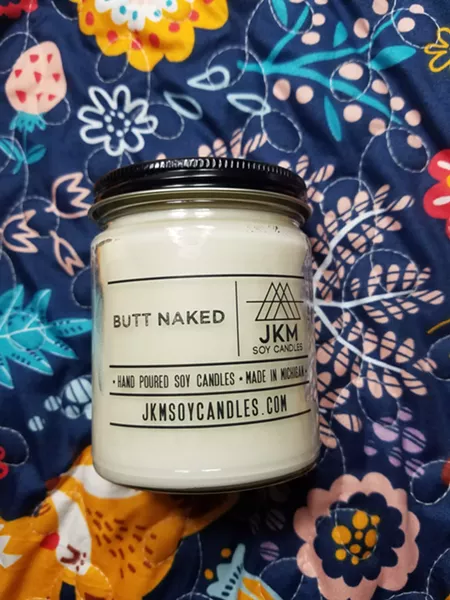 BUTT NAKED
JKM
SOY CANDLES
• HAND POURED SOY CANDLES • MADE IN MICHIGAN •
JKMSOYCANDLES.COM